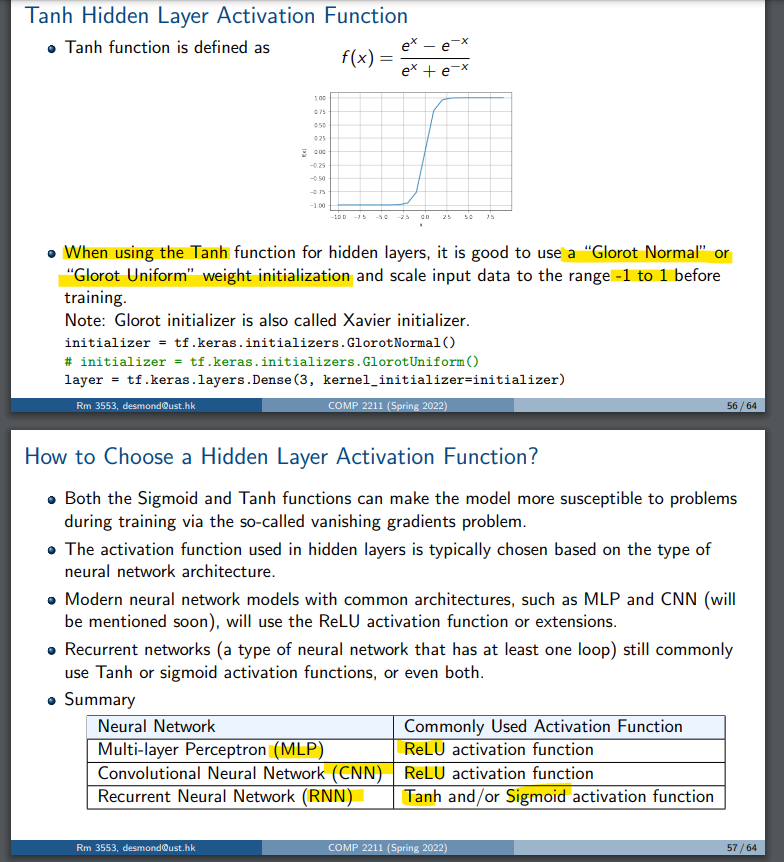 Tanh Hidden Layer Activation Function
Tanh function is defined as
f(x) = (e^x − e^−x) / (e^x + e^−x)
1.00
0.75
0.50
0.25
0.00
−0.25
−0.50
−0.75
−1.00
f(x)
−10.0 −7.5 −5.0 −2.5 0.0 2.5 5.0 7.5
x
When using the Tanh function for hidden layers, it is good to use a “Glorot Normal” or
“Glorot Uniform” weight initialization and scale input data to the range -1 to 1 before
training.
Note: Glorot initializer is also called Xavier initializer.
initializer = tf.keras.initializers.GlorotNormal()
# initializer = tf.keras.initializers.GlorotUniform()
layer = tf.keras.layers.Dense(3, kernel_initializer=initializer)
Rm 3553, desmond@ust.hk COMP 2211 (Spring 2022) 56 / 64
How to Choose a Hidden Layer Activation Function?
Both the Sigmoid and Tanh functions can make the model more susceptible to problems
during training via the so-called vanishing gradients problem.
The activation function used in hidden layers is typically chosen based on the type of
neural network architecture.
Modern neural network models with common architectures, such as MLP and CNN (will
be mentioned soon), will use the ReLU activation function or extensions.
Recurrent networks (a type of neural network that has at least one loop) still commonly
use Tanh or sigmoid activation functions, or even both.
Summary
Neural Network Commonly Used Activation Function
Multi-layer Perceptron (MLP) ReLU activation function
Convolutional Neural Network (CNN) ReLU activation function
Recurrent Neural Network (RNN) Tanh and/or Sigmoid activation function
Rm 3553, desmond@ust.hk COMP 2211 (Spring 2022) 57 / 64